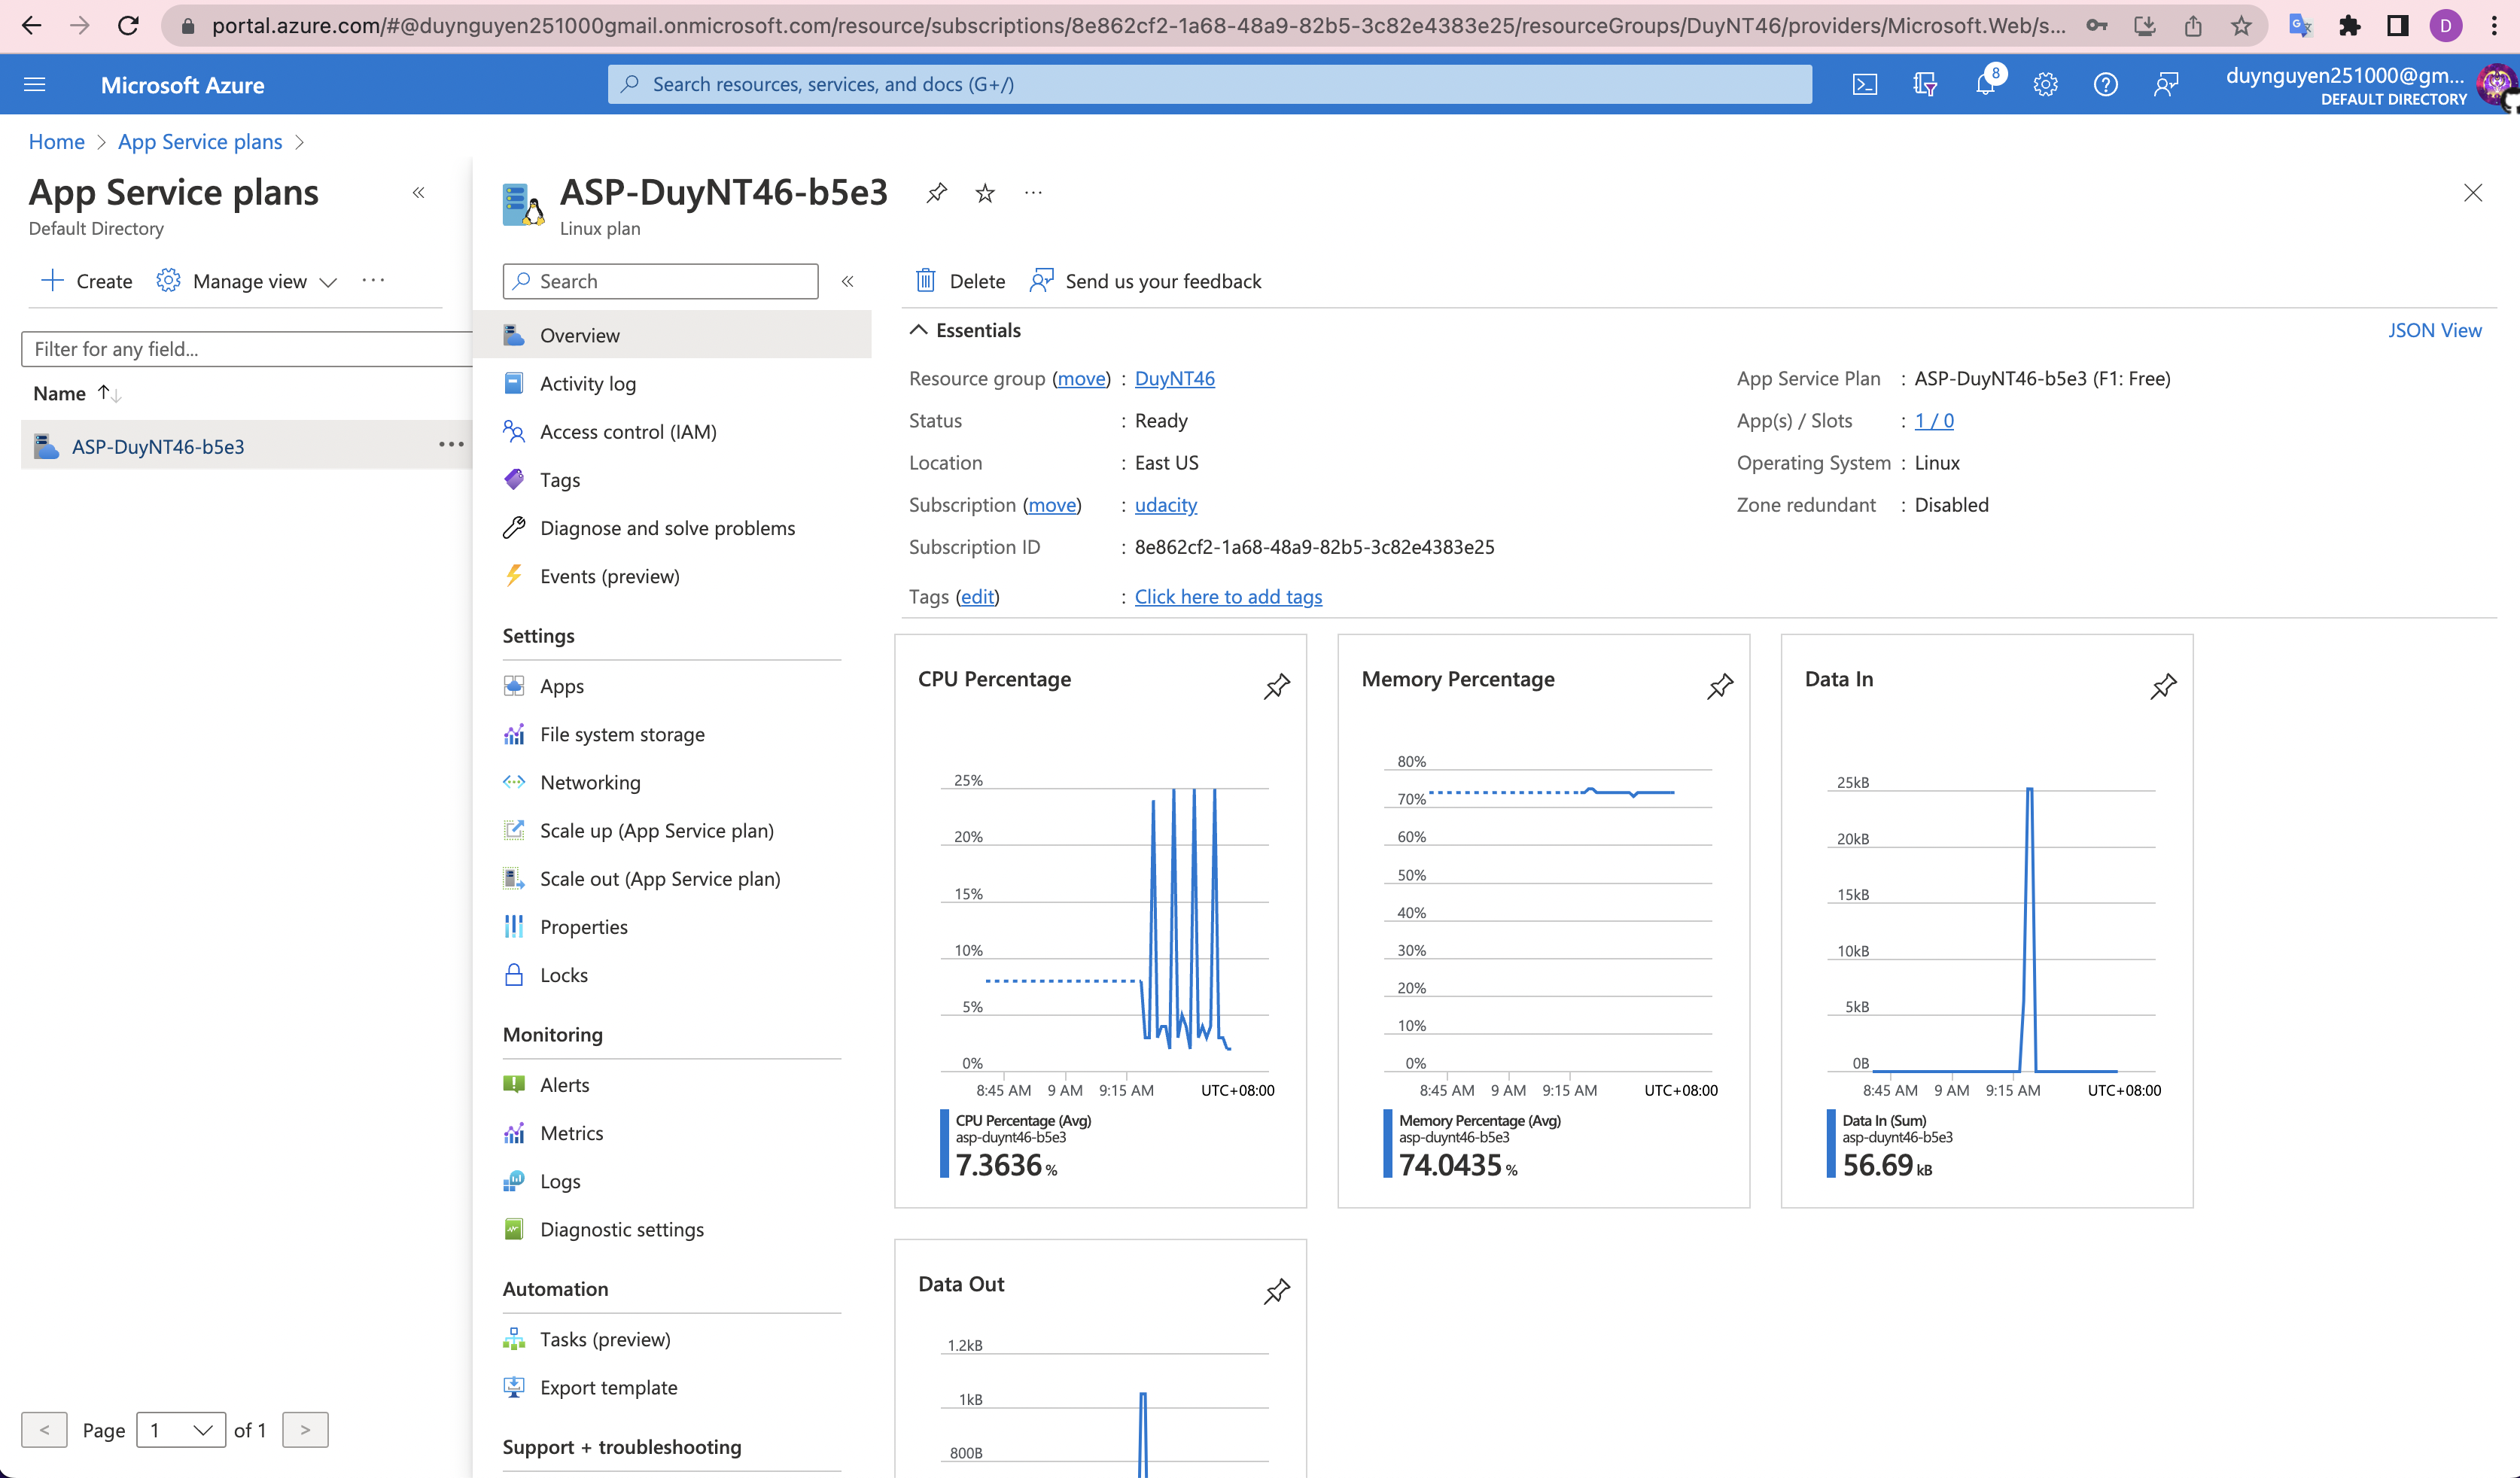 portal.azure.com/#@duynguyen251000gmail.onmicrosoft.com/resource/subscriptions/8e862cf2-1a68-48a9-82b5-3c82e4383e25/resourceGroups/DuyNT46/providers/Microsoft.Web/s...
D
Microsoft Azure
Search resources, services, and docs (G+/)
8
duynguyen251000@gm...
DEFAULT DIRECTORY
Home > App Service plans >
App Service plans
Default Directory
Create
Manage view
Filter for any field...
Name
ASP-DuyNT46-b5e3
< Page 1 of 1 >
ASP-DuyNT46-b5e3
Linux plan
Search
Overview
Activity log
Access control (IAM)
Tags
Diagnose and solve problems
Events (preview)
Settings
Apps
File system storage
Networking
Scale up (App Service plan)
Scale out (App Service plan)
Properties
Locks
Monitoring
Alerts
Metrics
Logs
Diagnostic settings
Automation
Tasks (preview)
Export template
Support + troubleshooting
Delete
Send us your feedback
Essentials
JSON View
Resource group (move) : DuyNT46
Status : Ready
Location : East US
Subscription (move) : udacity
Subscription ID : 8e862cf2-1a68-48a9-82b5-3c82e4383e25
Tags (edit) : Click here to add tags
App Service Plan : ASP-DuyNT46-b5e3 (F1: Free)
App(s) / Slots : 1 / 0
Operating System : Linux
Zone redundant : Disabled
CPU Percentage
25%
20%
15%
10%
5%
0%
8:45 AM 9 AM 9:15 AM UTC+08:00
CPU Percentage (Avg)
asp-duynt46-b5e3
7.3636 %
Memory Percentage
80%
70%
60%
50%
40%
30%
20%
10%
0%
8:45 AM 9 AM 9:15 AM UTC+08:00
Memory Percentage (Avg)
asp-duynt46-b5e3
74.0435 %
Data In
25kB
20kB
15kB
10kB
5kB
0B
8:45 AM 9 AM 9:15 AM UTC+08:00
Data In (Sum)
asp-duynt46-b5e3
56.69 kB
Data Out
1.2kB
1kB
800B